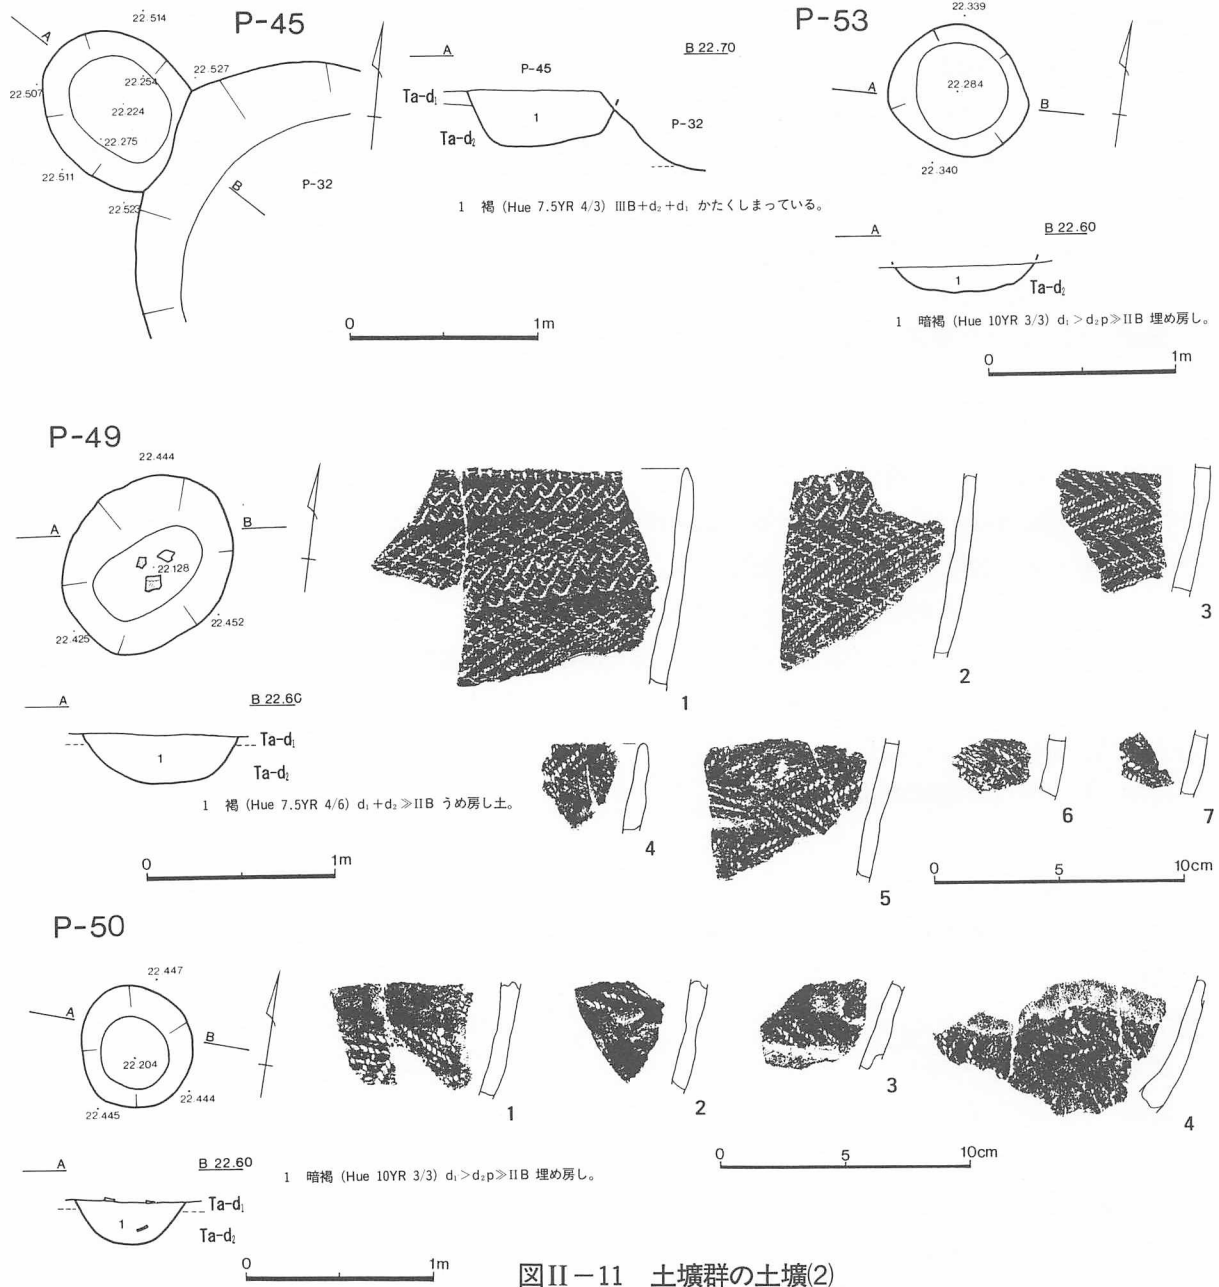 P-45
A
22.514
22.527
22.507
22.254
22.224
22.275
22.511
22.523
B
P-32
A
B 22.70
P-45
Ta-d₁
Ta-d₂
1
P-32
1 褐 (Hue 7.5YR 4/3) IIIB+d₂+d₁ かたくしまっている。
0 1m
P-53
22.339
A
22.284
B
22.340
A
B 22.60
1
Ta-d₂
1 暗褐 (Hue 10YR 3/3) d₁>d₂p≫IIB 埋め房し。
0 1m
P-49
22.444
A
B
22.128
22.425
22.452
A
B 22.60
1
Ta-d₁
Ta-d₂
1 褐 (Hue 7.5YR 4/6) d₁+d₂≫IIB うめ房し土。
0 1m
1
2
3
4
5
6
7
0 5 10cm
P-50
22.447
A
B
22.204
22.445
22.444
A
B 22.60
1
Ta-d₁
Ta-d₂
1 暗褐 (Hue 10YR 3/3) d₁>d₂p≫IIB 埋め房し。
0 1m
1
2
3
4
0 5 10cm
図II-11 土壙群の土壙(2)